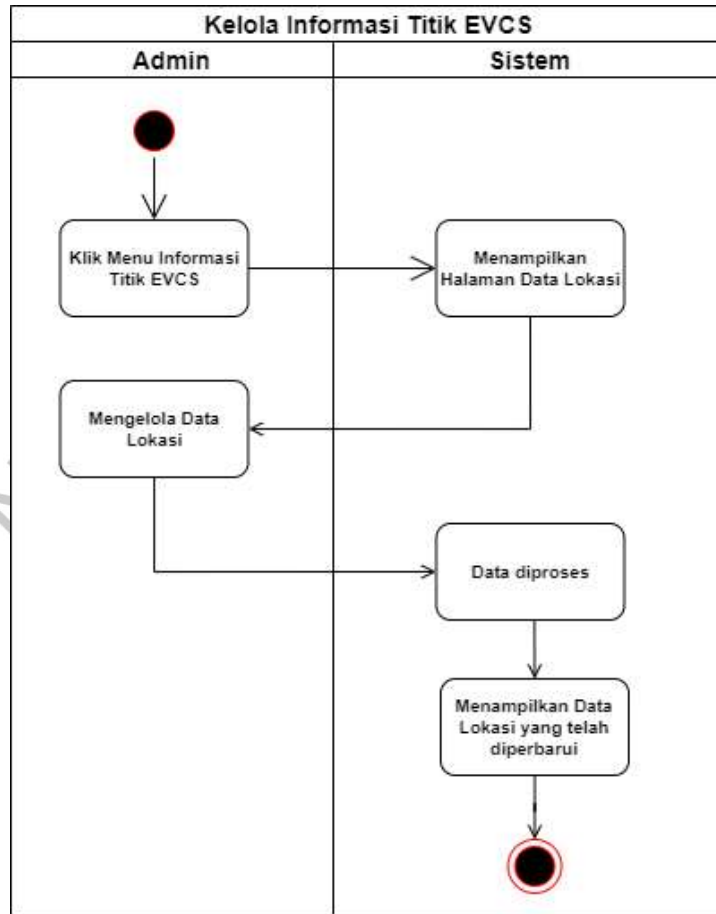 Kelola Informasi Titik EVCS
Admin
Sistem
Klik Menu Informasi
Titik EVCS
Menampilkan
Halaman Data Lokasi
Mengelola Data
Lokasi
Data diproses
Menampilkan Data
Lokasi yang telah
diperbarui